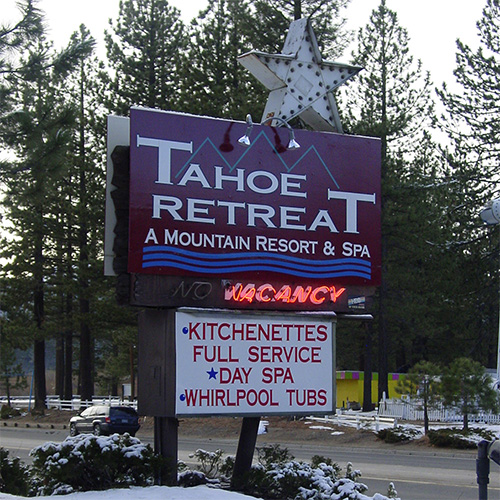 TAHOE
RETREAT
A MOUNTAIN RESORT & SPA
NO VACANCY
•KITCHENETTES
FULL SERVICE
★DAY SPA
•WHIRLPOOL TUBS